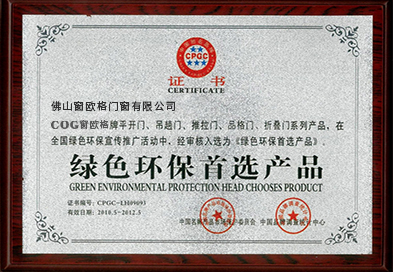 CPGC
证书
CERTIFICATE
佛山窗欧格门窗有限公司
COG窗欧格牌平开门、吊趟门、推拉门、品格门、折叠门系列产品，在
全国绿色环保宣传推广活动中，经审核入选为《绿色环保首选产品》。
绿色环保首选产品
GREEN ENVIRONMENTAL PROTECTION HEAD CHOOSES PRODUCT
证书编号：CPGC-LH09093
有效日期：2010.5-2012.5